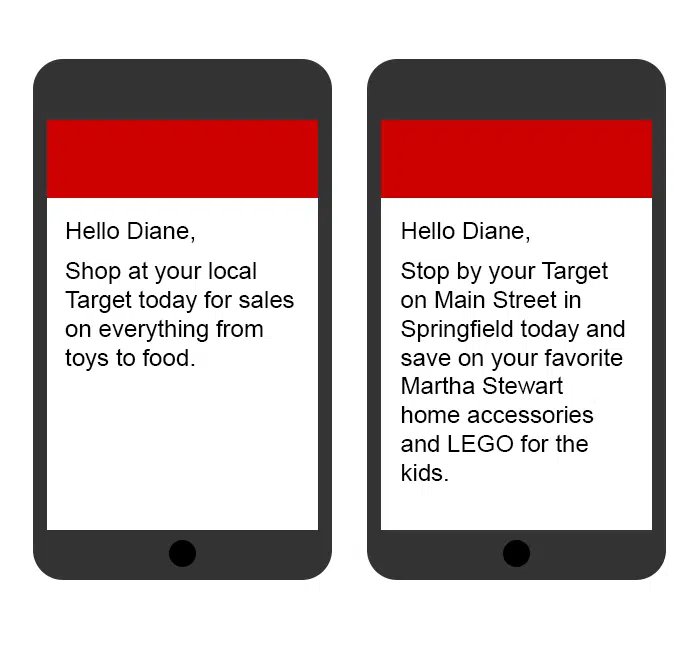 Hello Diane,
Shop at your local
Target today for sales
on everything from
toys to food.
Hello Diane,
Stop by your Target
on Main Street in
Springfield today and
save on your favorite
Martha Stewart
home accessories
and LEGO for the
kids.